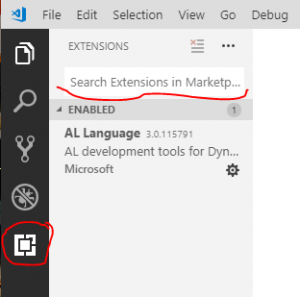 File Edit View Go Debug
EXTENSIONS
Search Extensions in Marketp...
ENABLED 1
AL Language 3.0.115791
AL development tools for Dyn...
Microsoft